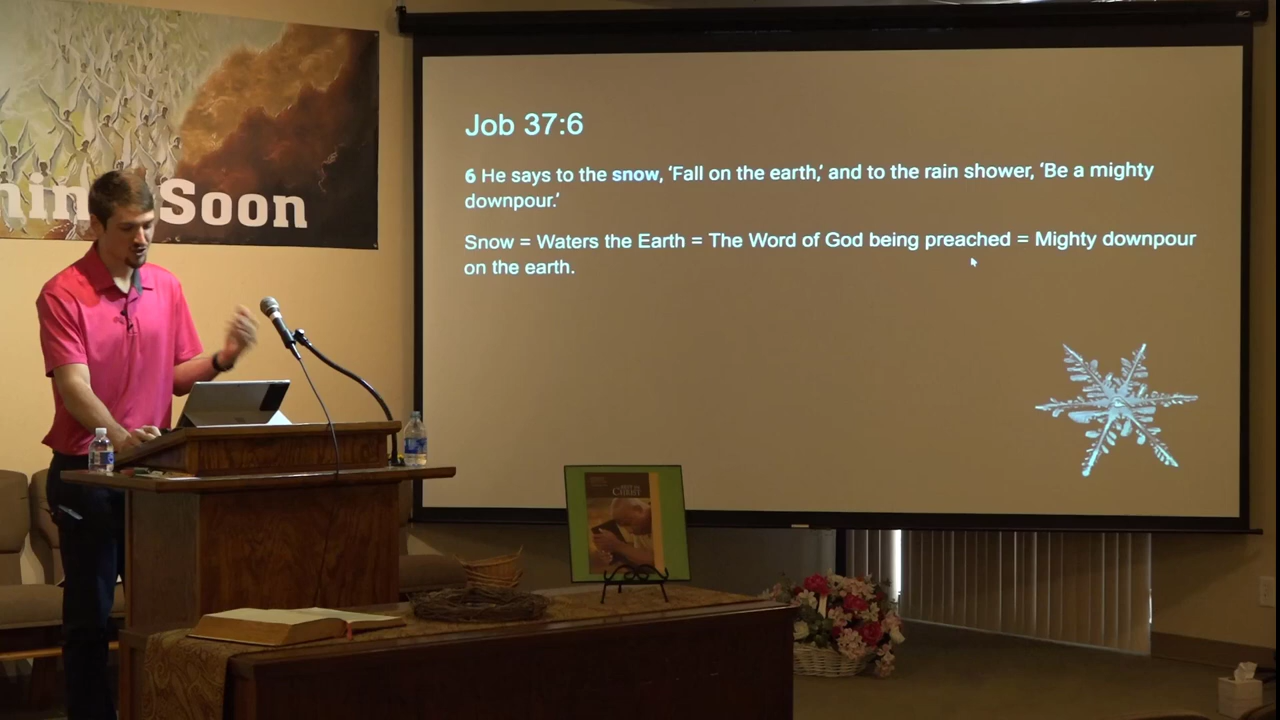 Soon
Job 37:6
6 He says to the snow, ‘Fall on the earth,’ and to the rain shower, ‘Be a mighty
downpour.’
Snow = Waters the Earth = The Word of God being preached = Mighty downpour
on the earth.
CHRIST